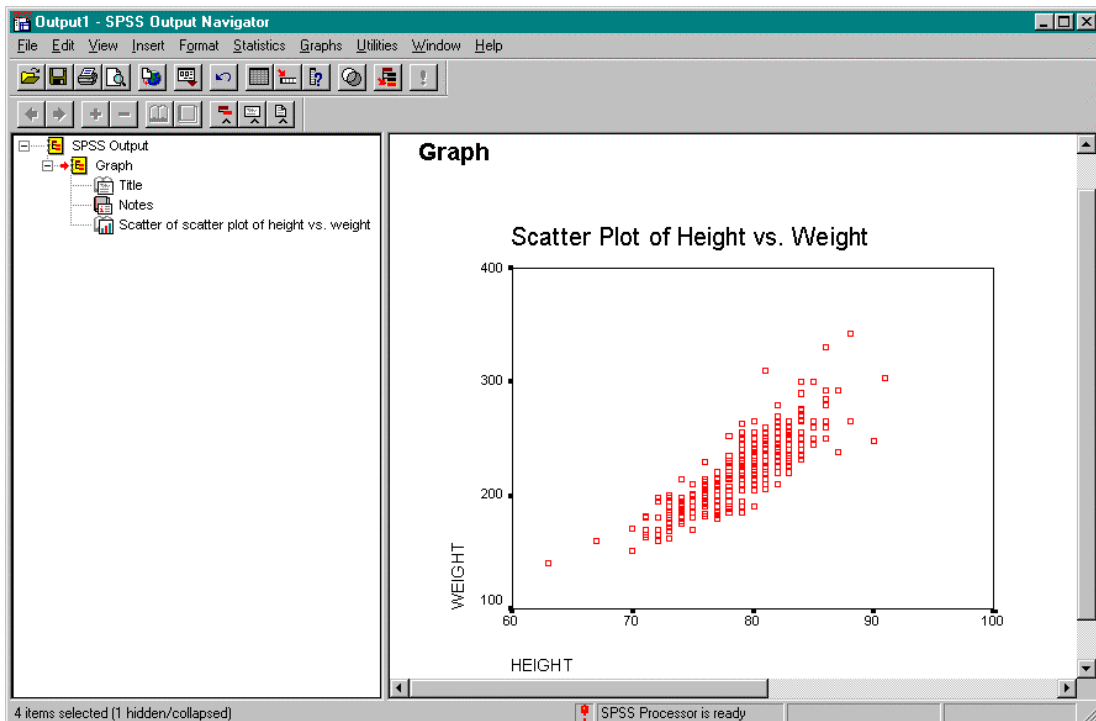 Output1 - SPSS Output Navigator
File Edit View Insert Format Statistics Graphs Utilities Window Help
SPSS Output
Graph
Title
Notes
Scatter of scatter plot of height vs. weight
Graph
Scatter Plot of Height vs. Weight
400
300
200
100
WEIGHT
60 70 80 90 100
HEIGHT
4 items selected (1 hidden/collapsed)
SPSS Processor is ready